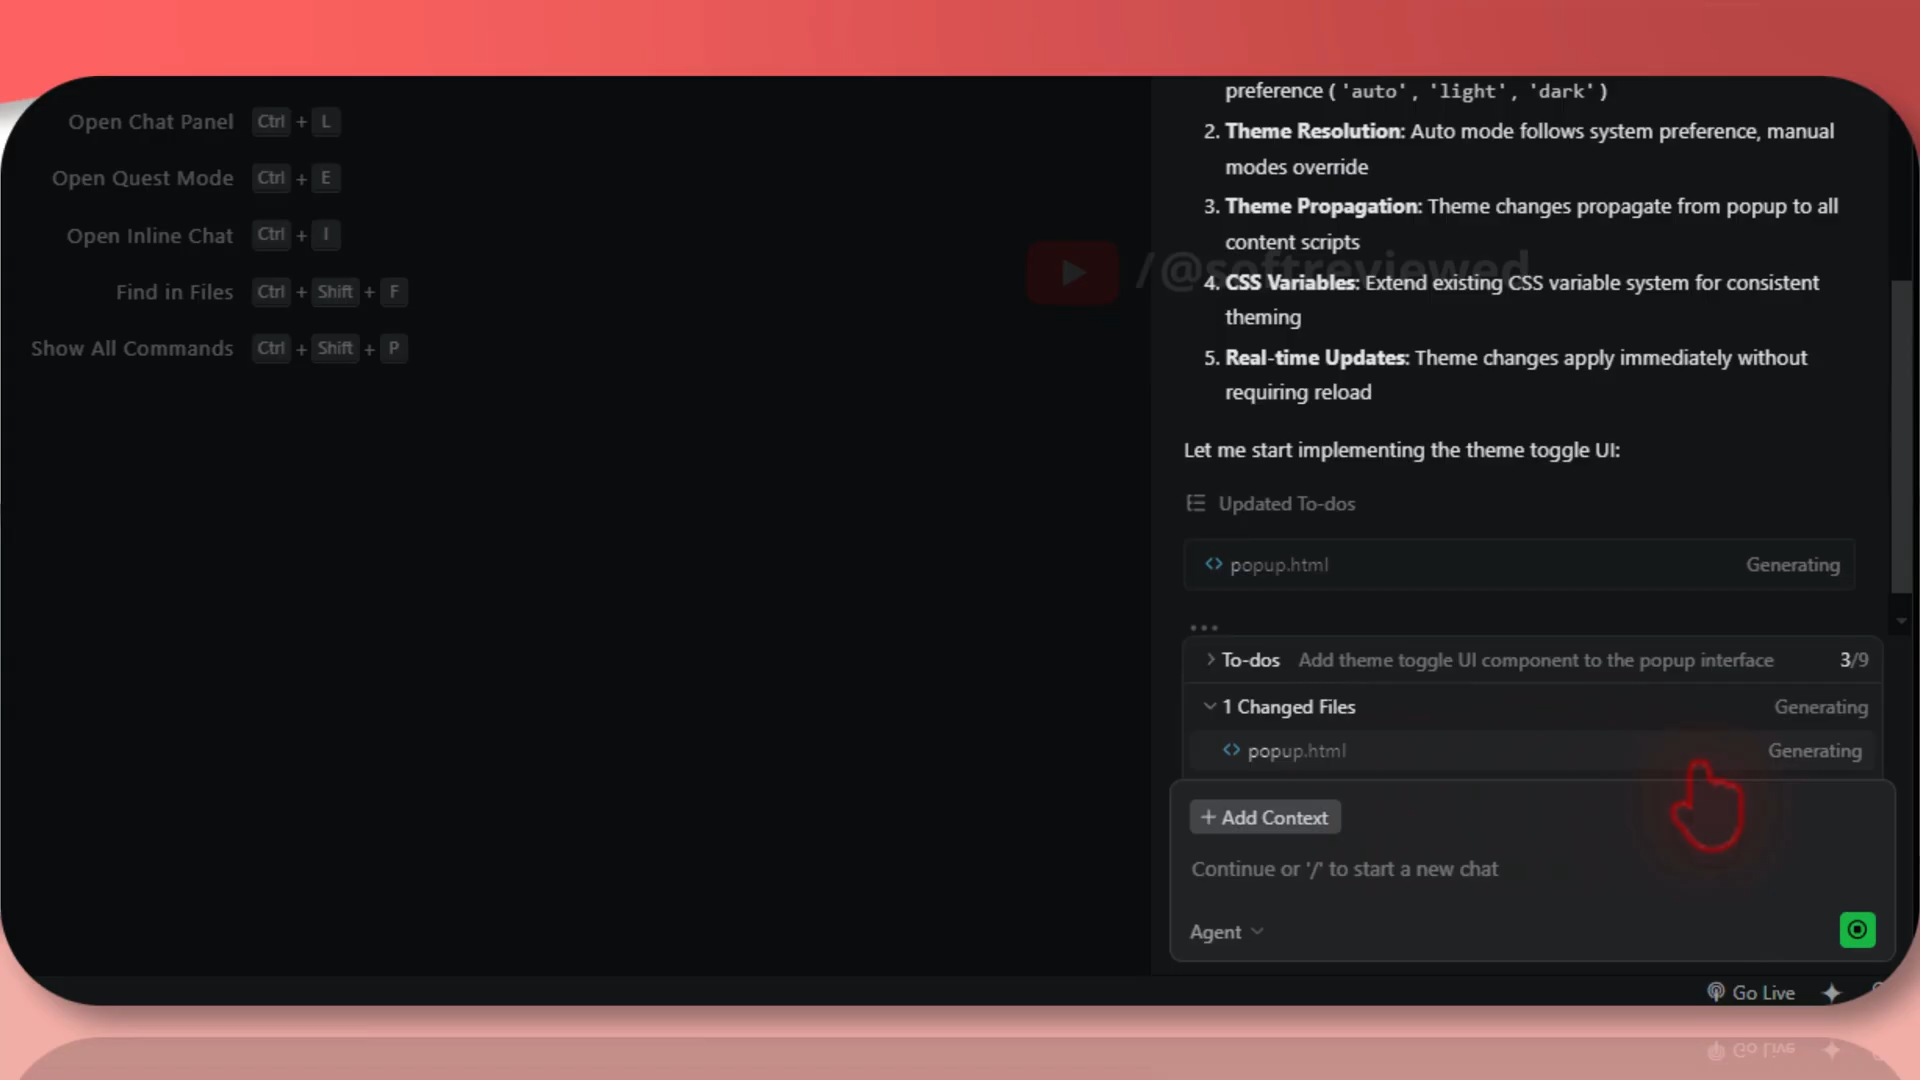 Open Chat Panel Ctrl + L
Open Quest Mode Ctrl + E
Open Inline Chat Ctrl + I
Find in Files Ctrl + Shift + F
Show All Commands Ctrl + Shift + P
preference ( 'auto', 'light', 'dark' )
2. Theme Resolution: Auto mode follows system preference, manual
modes override
3. Theme Propagation: Theme changes propagate from popup to all
content scripts
/@softreviewed
4. CSS Variables: Extend existing CSS variable system for consistent
theming
5. Real-time Updates: Theme changes apply immediately without
requiring reload
Let me start implementing the theme toggle UI:
Updated To-dos
<> popup.html Generating
...
> To-dos Add theme toggle UI component to the popup interface 3/9
1 Changed Files Generating
<> popup.html Generating
+ Add Context
Continue or '/' to start a new chat
Agent
Go Live
Go Live